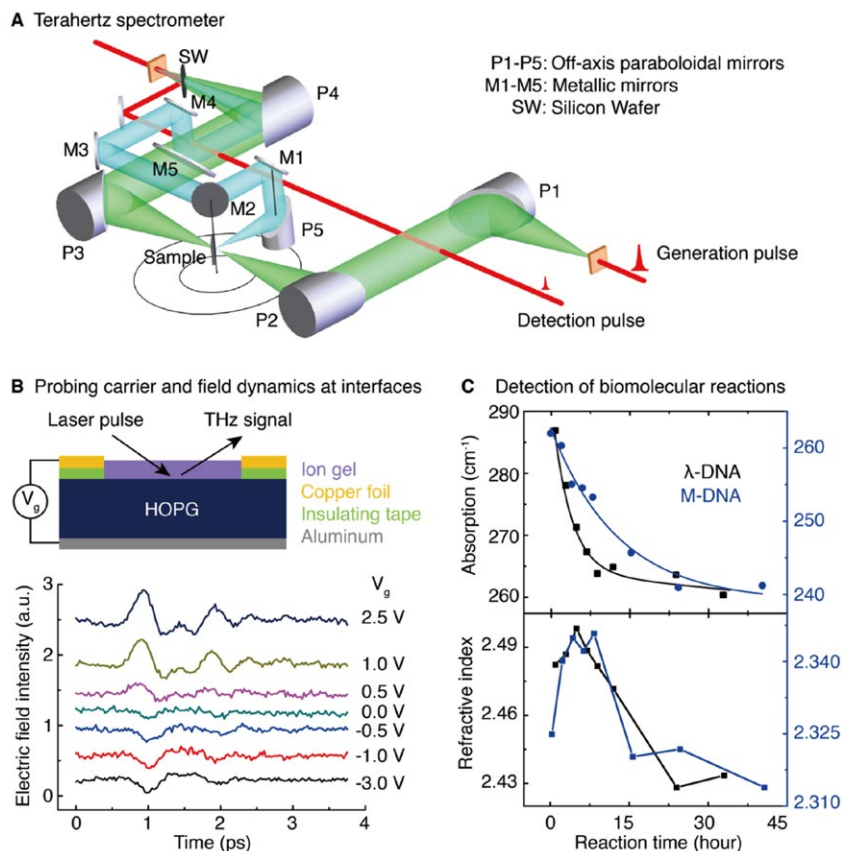 A Terahertz spectrometer
SW
P1-P5: Off-axis paraboloidal mirrors
M1-M5: Metallic mirrors
SW: Silicon Wafer
M4
P4
M3
M5
M1
P1
M2
P3
Sample
P5
Generation pulse
P2
Detection pulse
B Probing carrier and field dynamics at interfaces
Laser pulse
THz signal
Ion gel
Copper foil
Insulating tape
Aluminum
Vg
HOPG
Electric field intensity (a.u.)
3
2
1
0
Vg
2.5 V
1.0 V
0.5 V
0.0 V
-0.5 V
-1.0 V
-3.0 V
0 1 2 3 4
Time (ps)
C Detection of biomolecular reactions
Absorption (cm⁻¹)
290
280
270
260
λ-DNA
M-DNA
260
250
240
Refractive index
2.49
2.46
2.43
2.340
2.325
2.310
0 15 30 45
Reaction time (hour)